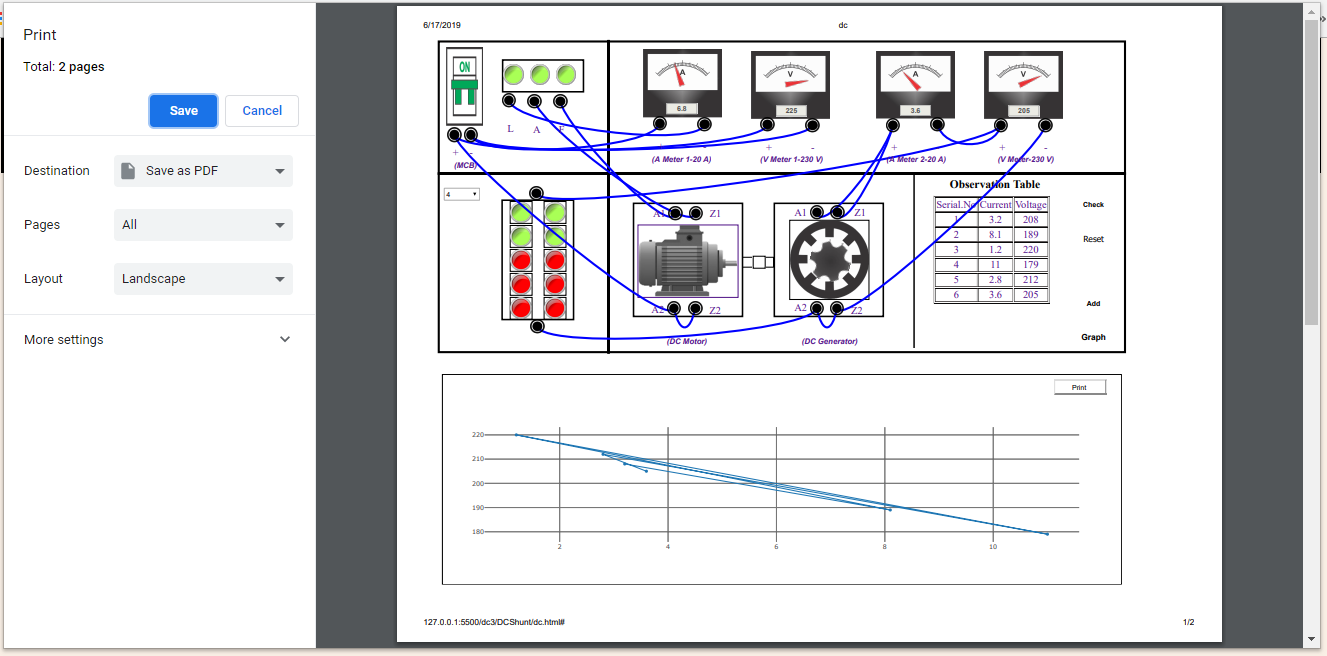 Print
Total: 2 pages
Save Cancel
Destination Save as PDF
Pages All
Layout Landscape
More settings
6/17/2019 dc
ON
A V A V
6.8 225 3.6 205
L A F
+ - + - + - + -
(MCB) (A Meter 1-20 A) (V Meter 1-230 V) (A Meter 2-20 A) (V Meter-230 V)
4
Observation Table
Serial.No Current Voltage
1 3.2 208
2 8.1 189
3 1.2 220
4 11 179
5 2.8 212
6 3.6 205
Check
Reset
Add
Graph
A1 Z1 A1 Z1
A2 Z2 A2 Z2
(DC Motor) (DC Generator)
Print
220
210
200
190
180
2 4 6 8 10
127.0.0.1:5500/dc3/DCShunt/dc.html# 1/2